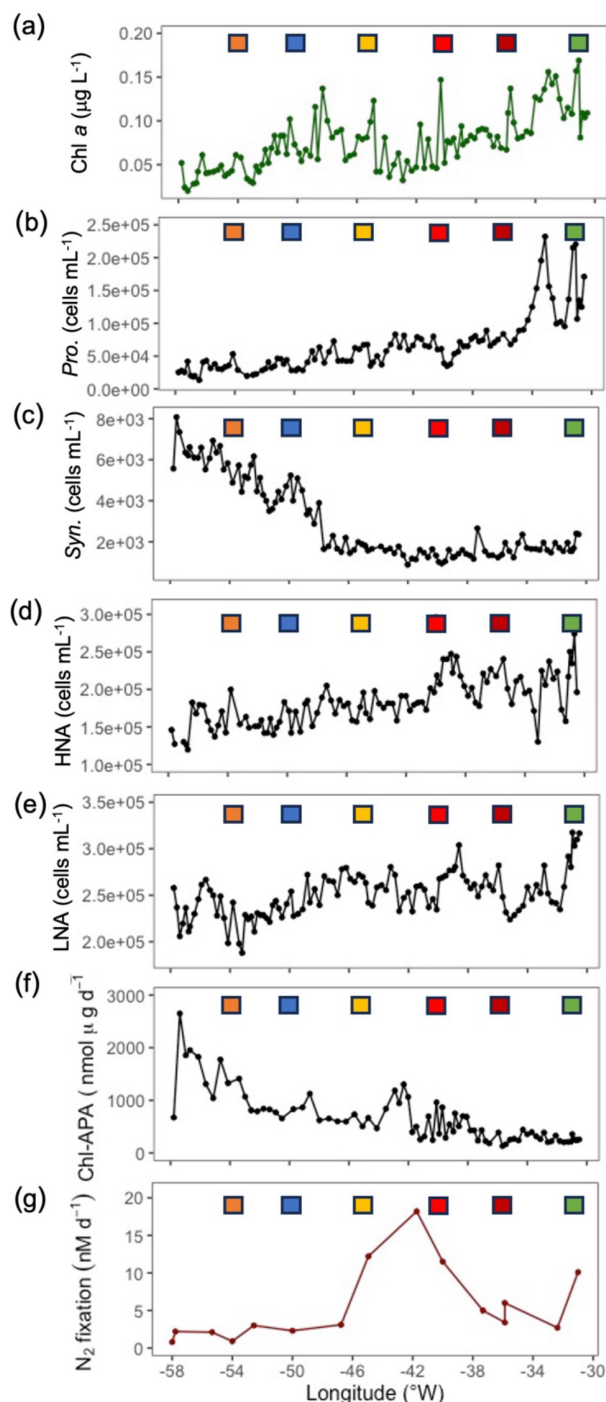 (a)
Chl a (µg L-1)
0.20
0.15
0.10
0.05
(b)
Pro. (cells mL-1)
2.5e+05
2.0e+05
1.5e+05
1.0e+05
5.0e+04
0.0e+00
(c)
Syn. (cells mL-1)
8e+03
6e+03
4e+03
2e+03
(d)
HNA (cells mL-1)
3.0e+05
2.5e+05
2.0e+05
1.5e+05
1.0e+05
(e)
LNA (cells mL-1)
3.5e+05
3.0e+05
2.5e+05
2.0e+05
(f)
Chl-APA ( nmol µ g d-1)
3000
2000
1000
0
(g)
N2 fixation (nM d-1)
20
15
10
5
0
-58 -54 -50 -46 -42 -38 -34 -30
Longitude (°W)